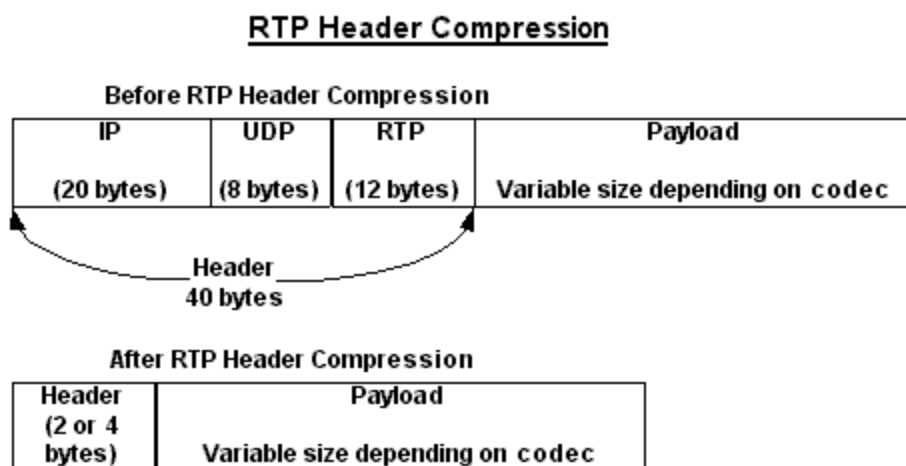 RTP Header Compression
Before RTP Header Compression
IP UDP RTP Payload
(20 bytes) (8 bytes) (12 bytes) Variable size depending on codec
Header
40 bytes
After RTP Header Compression
Header Payload
(2 or 4
bytes) Variable size depending on codec